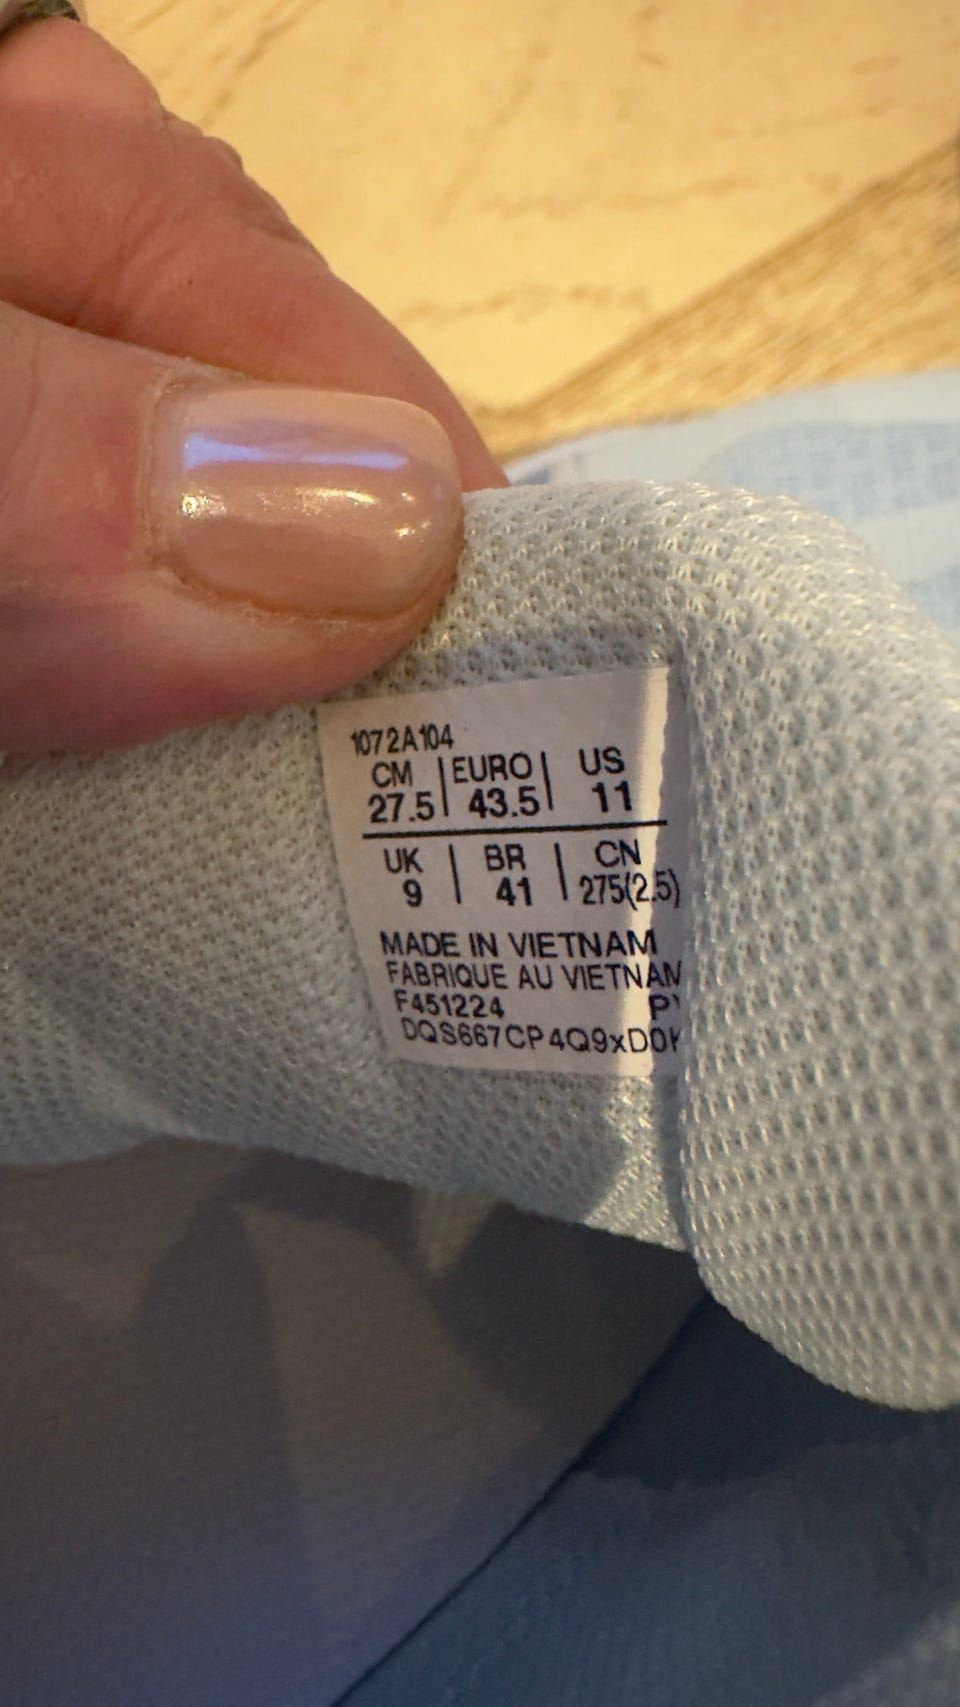 1072A104
CM | EURO | US
27.5 | 43.5 | 11
UK | BR | CN
9 | 41 | 275(2.5)
MADE IN VIETNAM
FABRIQUE AU VIETNAM
F451224
DQS667CP4Q9xD0